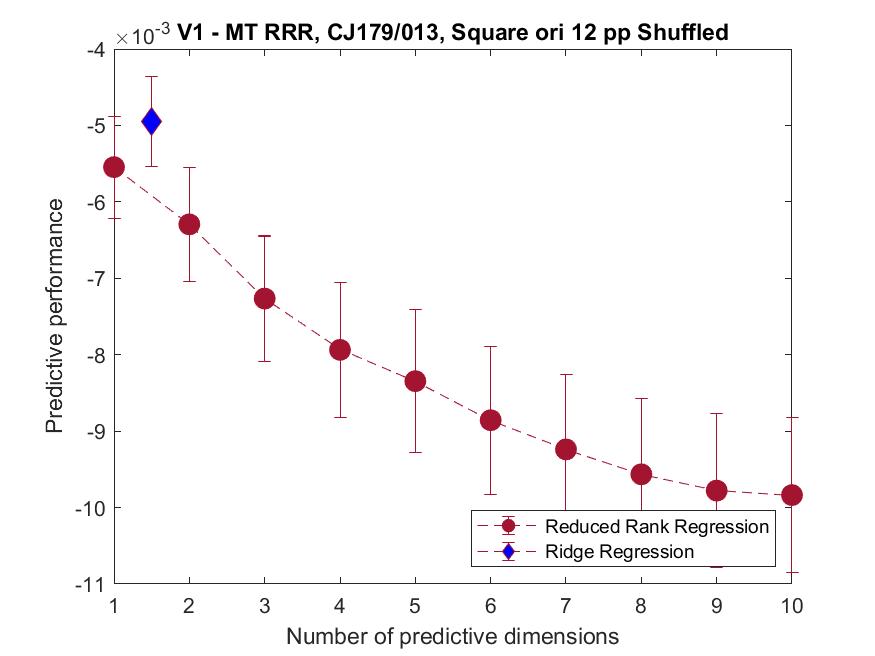 ×10⁻³ V1 - MT RRR, CJ179/013, Square ori 12 pp Shuffled
-4
-5
-6
-7
-8
-9
-10
-11
Predictive performance
Reduced Rank Regression
Ridge Regression
1 2 3 4 5 6 7 8 9 10
Number of predictive dimensions